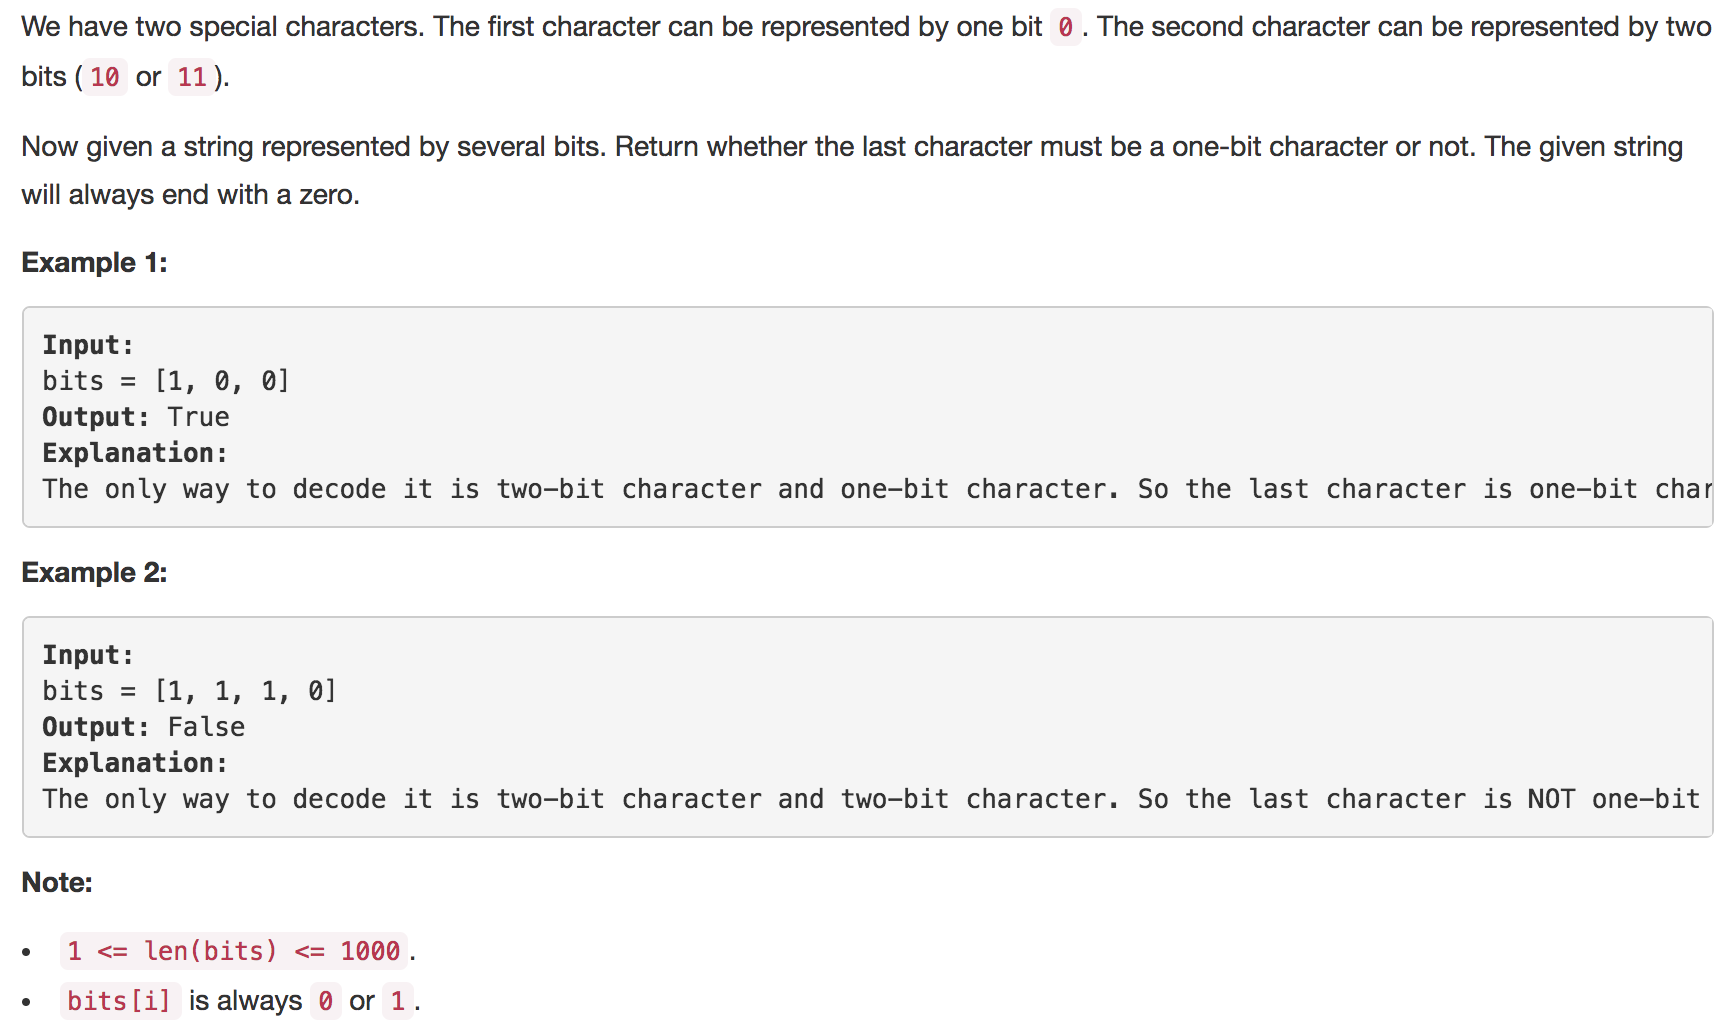 We have two special characters. The first character can be represented by one bit 0. The second character can be represented by two
bits (10 or 11).
Now given a string represented by several bits. Return whether the last character must be a one-bit character or not. The given string
will always end with a zero.
Example 1:
Input:
bits = [1, 0, 0]
Output: True
Explanation:
The only way to decode it is two-bit character and one-bit character. So the last character is one-bit char
Example 2:
Input:
bits = [1, 1, 1, 0]
Output: False
Explanation:
The only way to decode it is two-bit character and two-bit character. So the last character is NOT one-bit
Note:
• 1 <= len(bits) <= 1000.
• bits[i] is always 0 or 1.